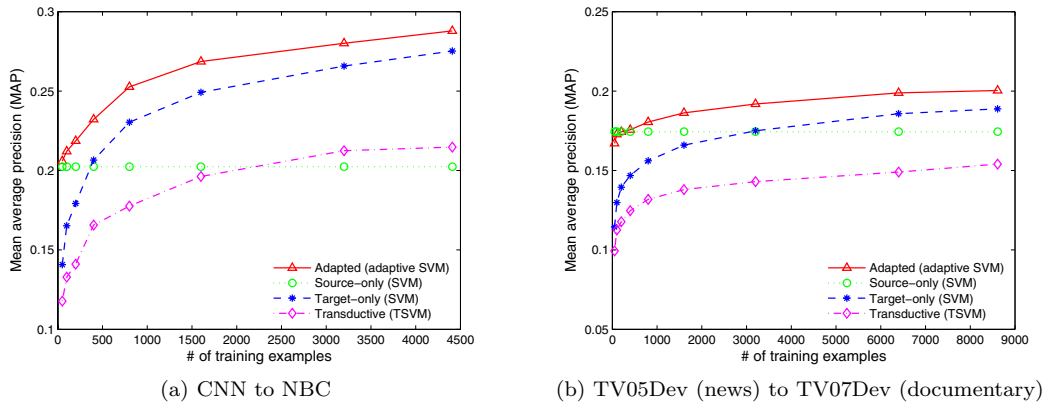 0.3
0.25
0.2
0.15
0.1
Mean average precision (MAP)
0 500 1000 1500 2000 2500 3000 3500 4000 4500
# of training examples
Adapted (adaptive SVM)
Source-only (SVM)
Target-only (SVM)
Transductive (TSVM)
(a) CNN to NBC
0.25
0.2
0.15
0.1
0.05
Mean average precision (MAP)
0 1000 2000 3000 4000 5000 6000 7000 8000 9000
# of training examples
Adapted (adaptive SVM)
Source-only (SVM)
Target-only (SVM)
Transductive (TSVM)
(b) TV05Dev (news) to TV07Dev (documentary)